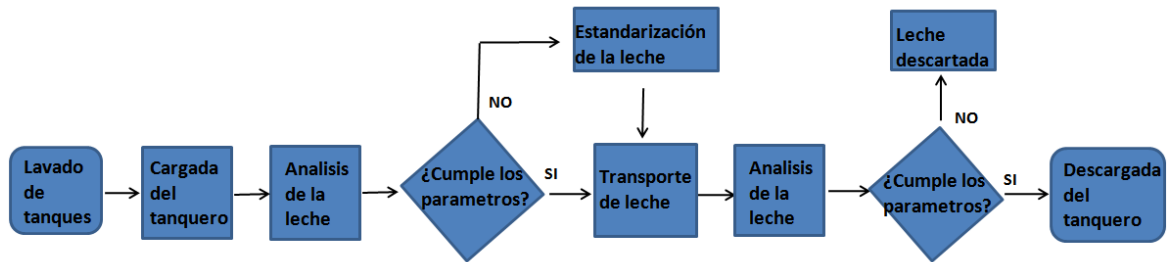 Lavado
de
tanques
Cargada
del
tanquero
Analisis
de la
leche
¿Cumple los
parametros?
NO
Estandarización
de la leche
SI
Transporte
de leche
Analisis
de la
leche
¿Cumple los
parametros?
NO
Leche
descartada
SI
Descargada
del
tanquero